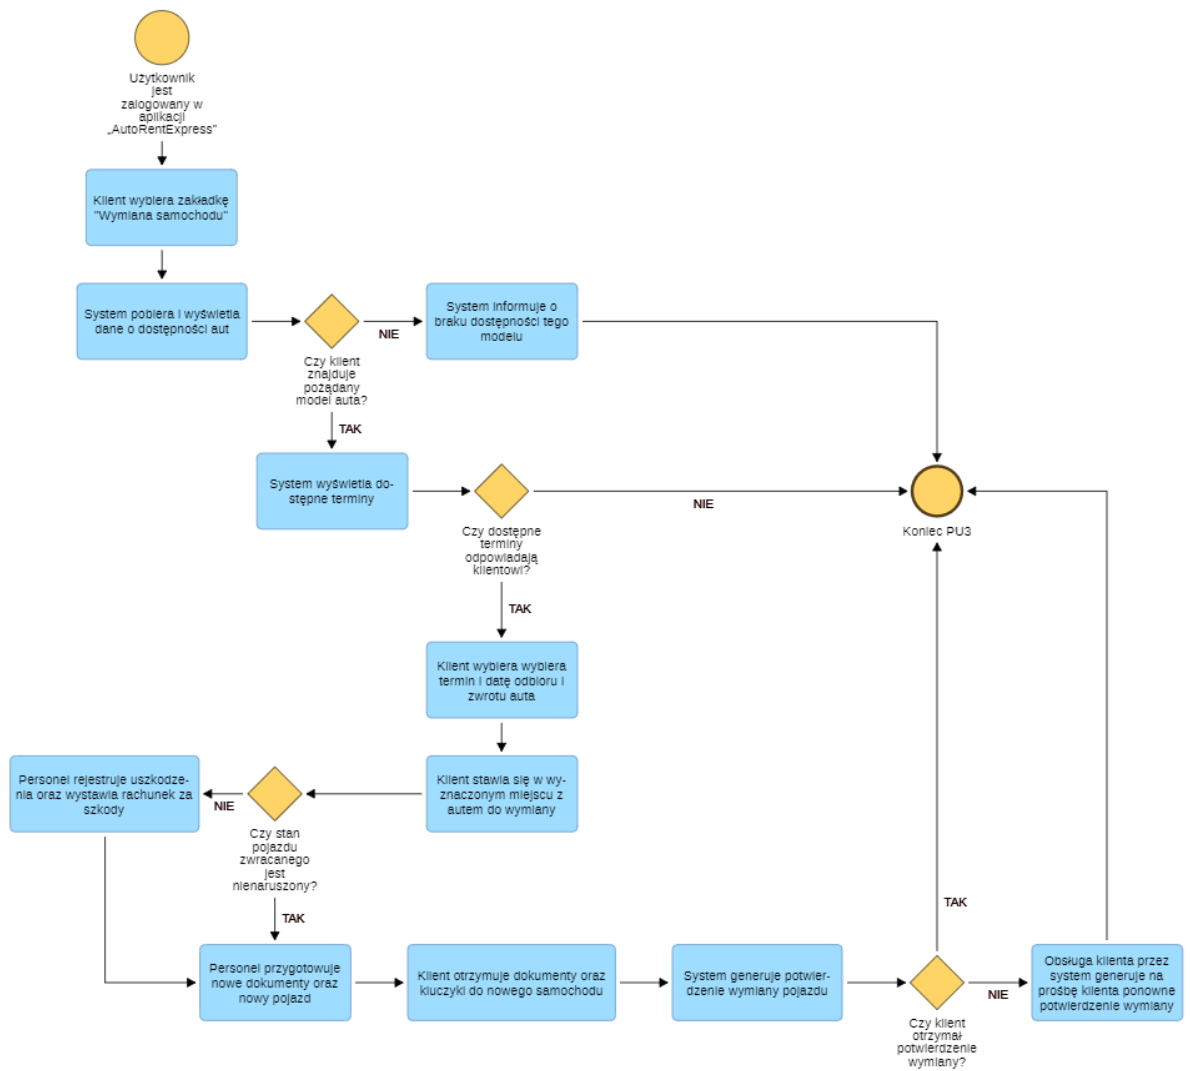 Użytkownik
jest
zalogowany w
aplikacji
„AutoRentExpress”
Klient wybiera zakładkę
"Wymiana samochodu"
System pobiera i wyświetla
dane o dostępności aut
Czy klient
znajduje
pożądany
model auta?
NIE
System informuje o
braku dostępności tego
modelu
TAK
System wyświetla do-
stępne terminy
Czy dostępne
terminy
odpowiadają
klientowi?
NIE
Koniec PU3
TAK
Klient wybiera wybiera
termin i datę odbioru i
zwrotu auta
Klient stawia się w wy-
znaczonym miejscu z
autem do wymiany
Czy stan
pojazdu
zwracanego
jest
nienaruszony?
NIE
Personel rejestruje uszkodze-
nia oraz wystawia rachunek za
szkody
TAK
Personel przygotowuje
nowe dokumenty oraz
nowy pojazd
Klient otrzymuje dokumenty oraz
kluczyki do nowego samochodu
System generuje potwier-
dzenie wymiany pojazdu
Czy klient
otrzymał
potwierdzenie
wymiany?
TAK
NIE
Obsługa klienta przez
system generuje na
prośbę klienta ponowne
potwierdzenie wymiany